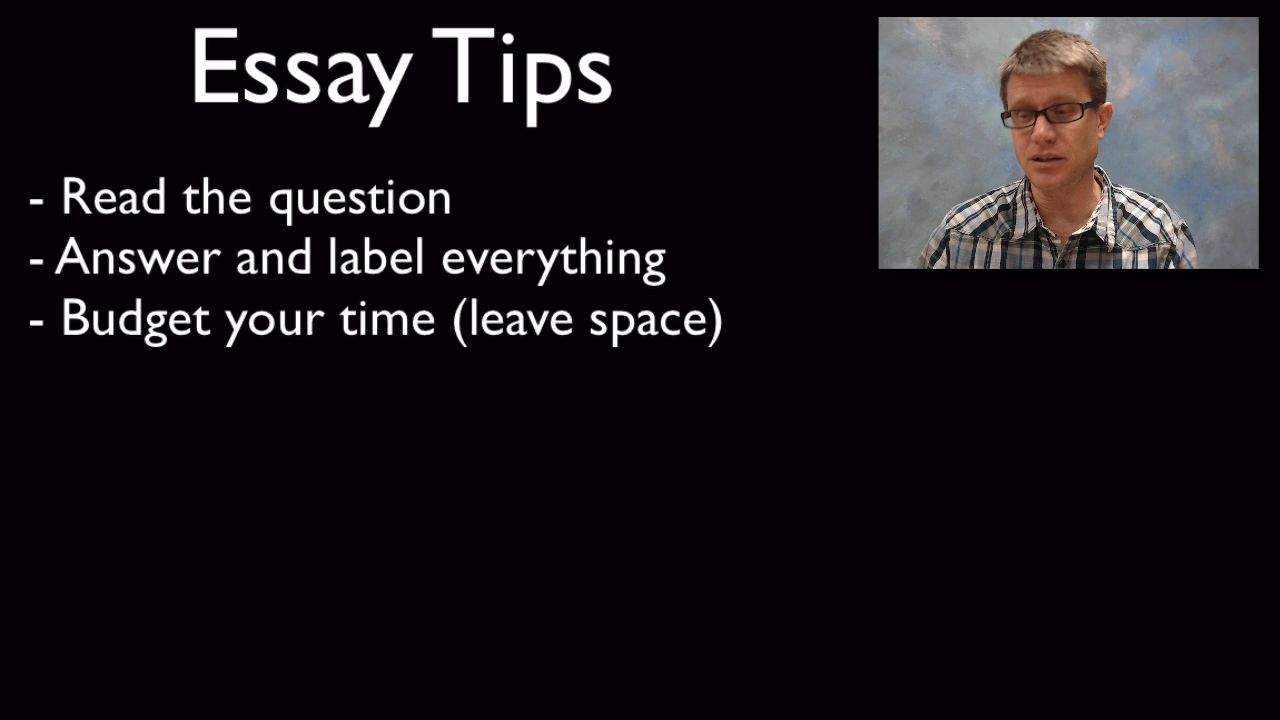 Essay Tips
- Read the question
- Answer and label everything
- Budget your time (leave space)